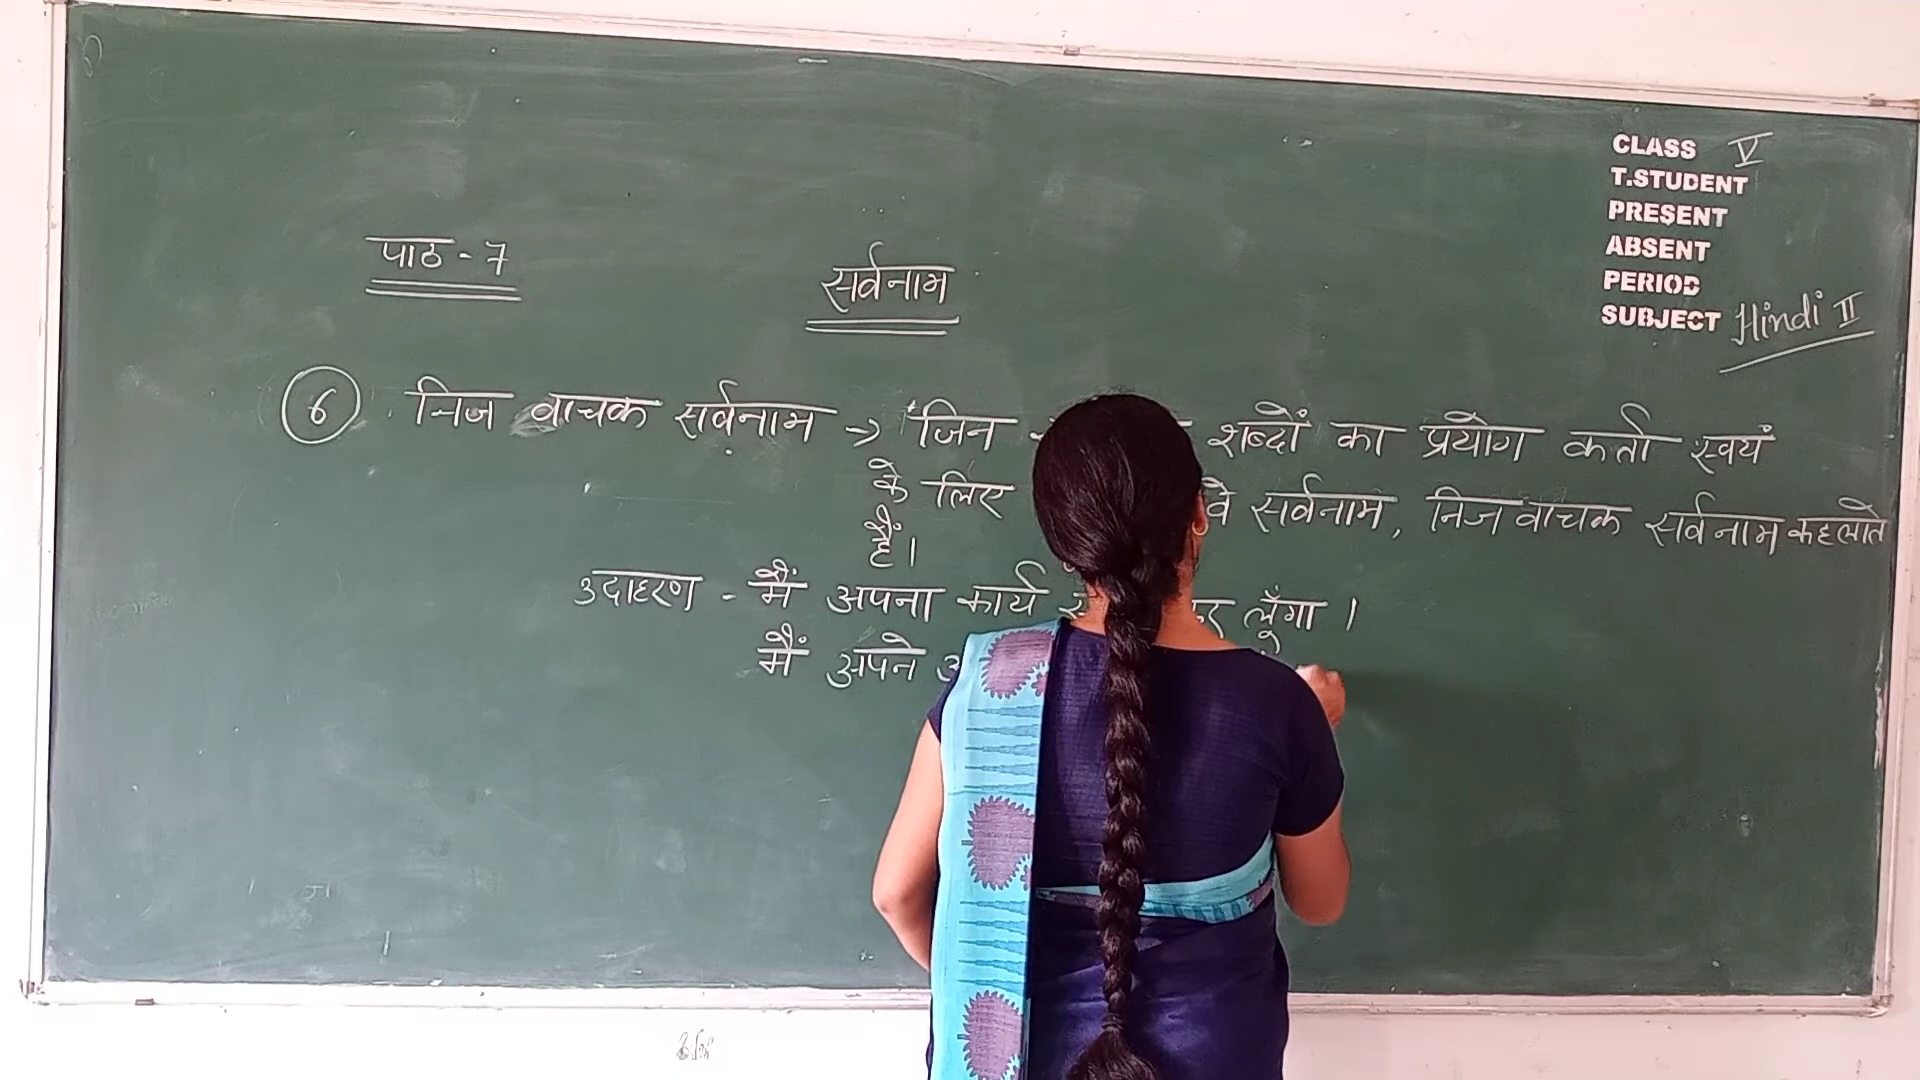 CLASS V
T.STUDENT
PRESENT
ABSENT
PERIOD
SUBJECT Hindi II
पाठ - 7
सर्वनाम
6 निज वाचक सर्वनाम -> जिन शब्दों का प्रयोग कर्ता स्वयं
के लिए वे सर्वनाम, निज वाचक सर्वनाम कहलाते
हैं।
उदाहरण - मैं अपना कार्य कर लूँगा ।
मैं अपने